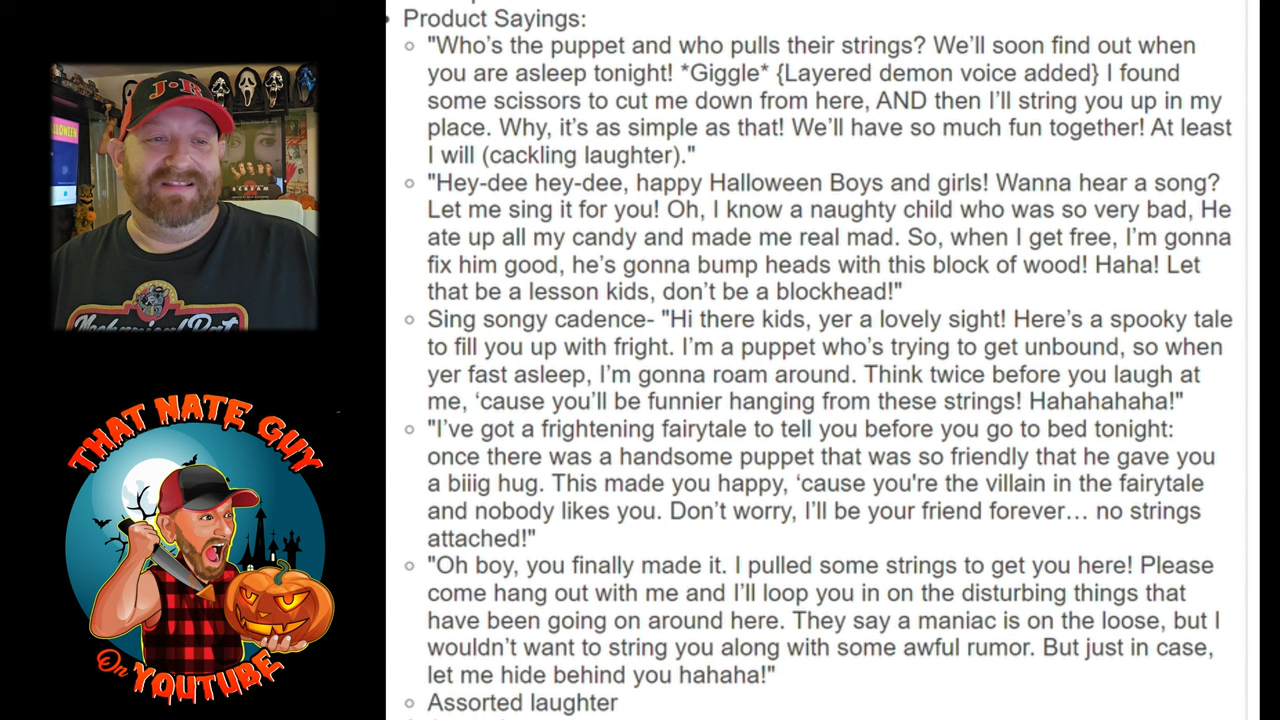 Product Sayings:
"Who’s the puppet and who pulls their strings? We’ll soon find out when
you are asleep tonight! *Giggle* {Layered demon voice added} I found
some scissors to cut me down from here, AND then I’ll string you up in my
place. Why, it’s as simple as that! We’ll have so much fun together! At least
I will (cackling laughter)."
"Hey-dee hey-dee, happy Halloween Boys and girls! Wanna hear a song?
Let me sing it for you! Oh, I know a naughty child who was so very bad, He
ate up all my candy and made me real mad. So, when I get free, I’m gonna
fix him good, he’s gonna bump heads with this block of wood! Haha! Let
that be a lesson kids, don’t be a blockhead!"
Sing songy cadence- "Hi there kids, yer a lovely sight! Here’s a spooky tale
to fill you up with fright. I’m a puppet who’s trying to get unbound, so when
yer fast asleep, I’m gonna roam around. Think twice before you laugh at
me, ‘cause you’ll be funnier hanging from these strings! Hahahahaha!"
"I’ve got a frightening fairytale to tell you before you go to bed tonight:
once there was a handsome puppet that was so friendly that he gave you
a biiig hug. This made you happy, ‘cause you're the villain in the fairytale
and nobody likes you. Don’t worry, I’ll be your friend forever… no strings
attached!"
"Oh boy, you finally made it. I pulled some strings to get you here! Please
come hang out with me and I’ll loop you in on the disturbing things that
have been going on around here. They say a maniac is on the loose, but I
wouldn’t want to string you along with some awful rumor. But just in case,
let me hide behind you hahaha!"
Assorted laughter
J R
SCREAM
THAT NATE GUY
On YOUTUBE